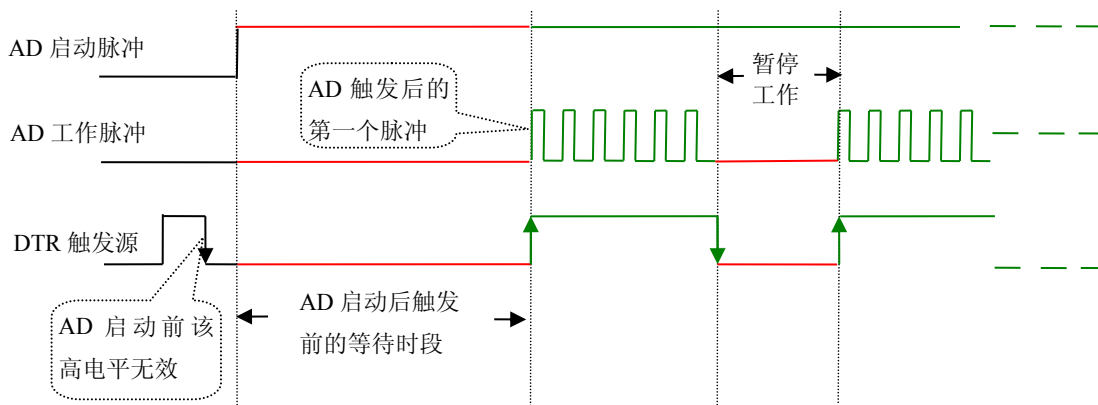 AD 启动脉冲
暂停
工作
AD 触发后的
第一个脉冲
AD 工作脉冲
DTR 触发源
AD 启动前该
高电平无效
AD 启动后触发
前的等待时段